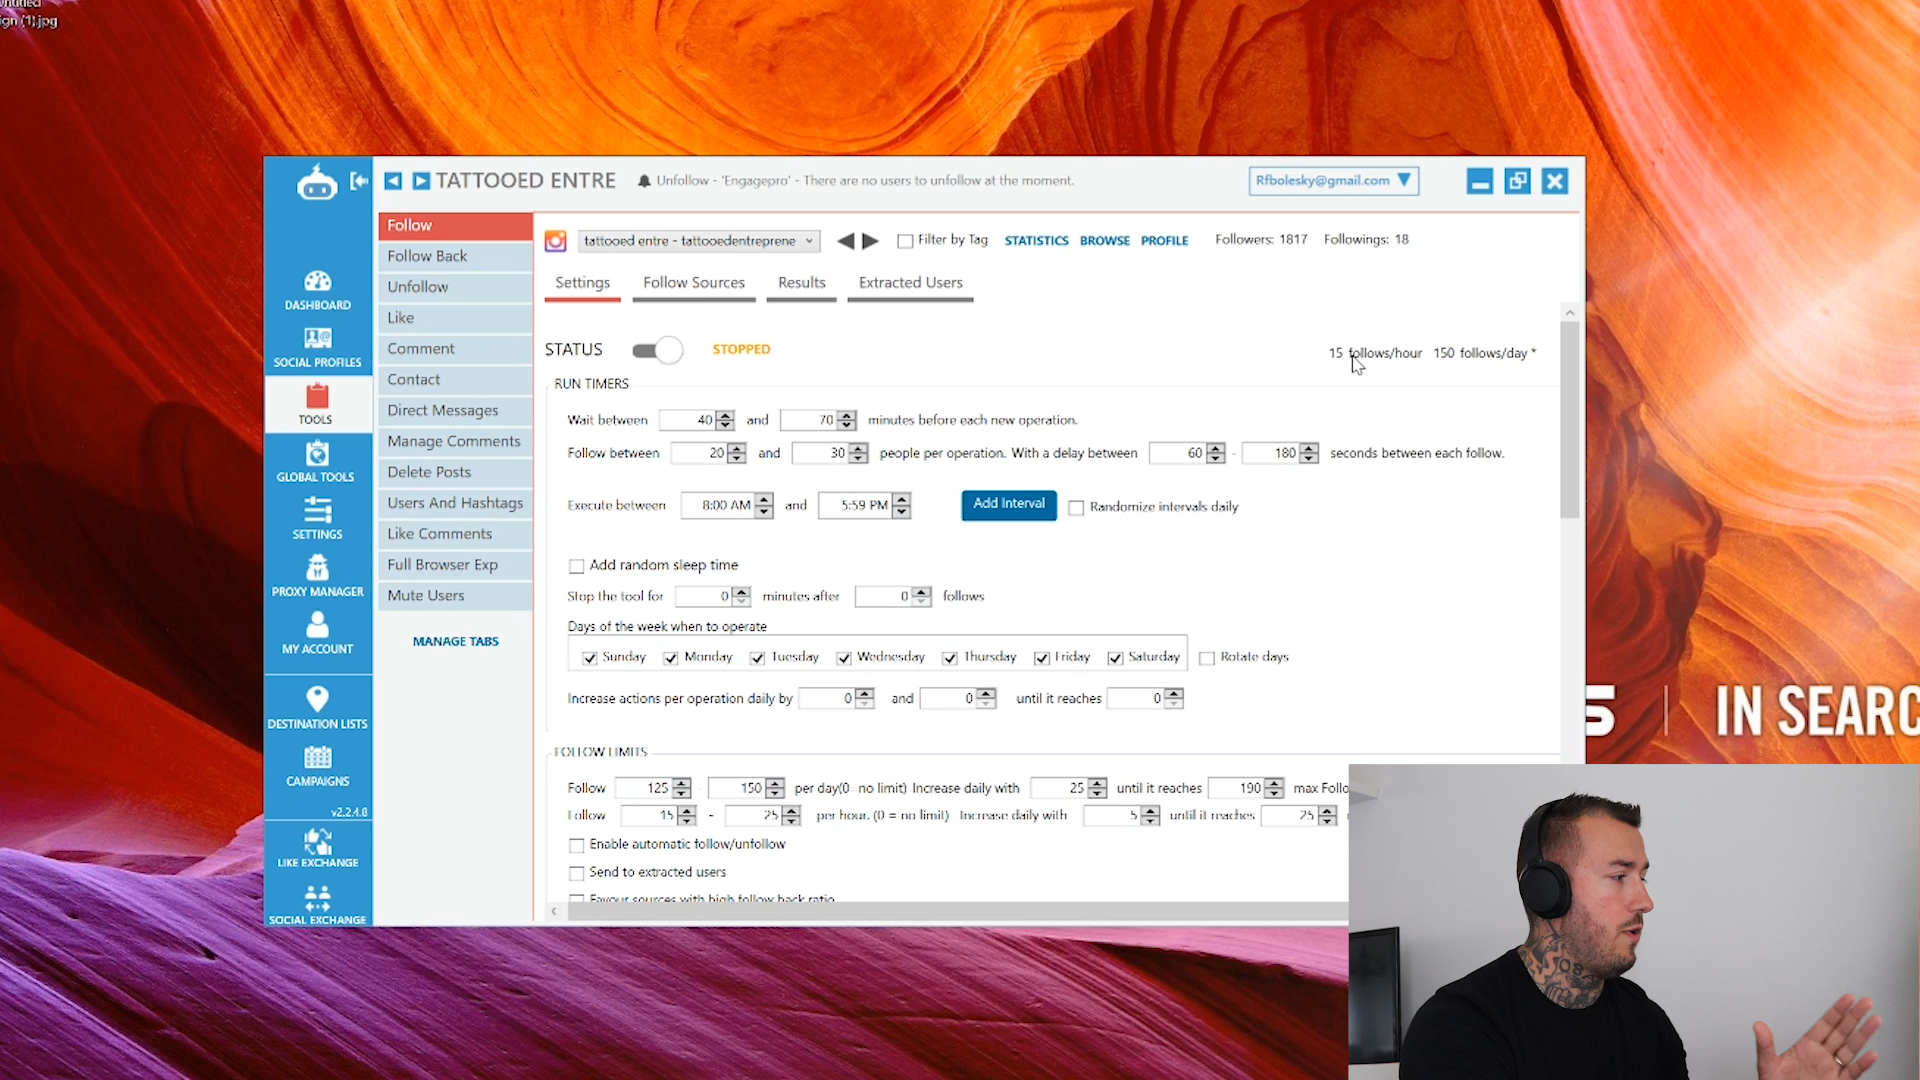 ign (1).jpg
TATTOOED ENTRE
Unfollow - 'Engagepro' - There are no users to unfollow at the moment.
Rfbolesky@gmail.com
DASHBOARD
SOCIAL PROFILES
TOOLS
GLOBAL TOOLS
SETTINGS
PROXY MANAGER
MY ACCOUNT
DESTINATION LISTS
CAMPAIGNS
v2.2.4.8
LIKE EXCHANGE
SOCIAL EXCHANGE
Follow
Follow Back
Unfollow
Like
Comment
Contact
Direct Messages
Manage Comments
Delete Posts
Users And Hashtags
Like Comments
Full Browser Exp
Mute Users
MANAGE TABS
tattooed entre - tattooedentreprene
Filter by Tag STATISTICS BROWSE PROFILE Followers: 1817 Followings: 18
Settings Follow Sources Results Extracted Users
STATUS STOPPED 15 follows/hour 150 follows/day *
RUN TIMERS
Wait between 40 and 70 minutes before each new operation.
Follow between 20 and 30 people per operation. With a delay between 60 - 180 seconds between each follow.
Execute between 8:00 AM and 5:59 PM Add Interval Randomize intervals daily
Add random sleep time
Stop the tool for 0 minutes after 0 follows
Days of the week when to operate
Sunday Monday Tuesday Wednesday Thursday Friday Saturday Rotate days
Increase actions per operation daily by 0 and 0 until it reaches 0
FOLLOW LIMITS
Follow 125 150 per day(0 no limit) Increase daily with 25 until it reaches 190 max Follo
Follow 15 - 25 per hour. (0 = no limit) Increase daily with 5 until it reaches 25
Enable automatic follow/unfollow
Send to extracted users
Favour sources with high follow back ratio
S | IN SEARC